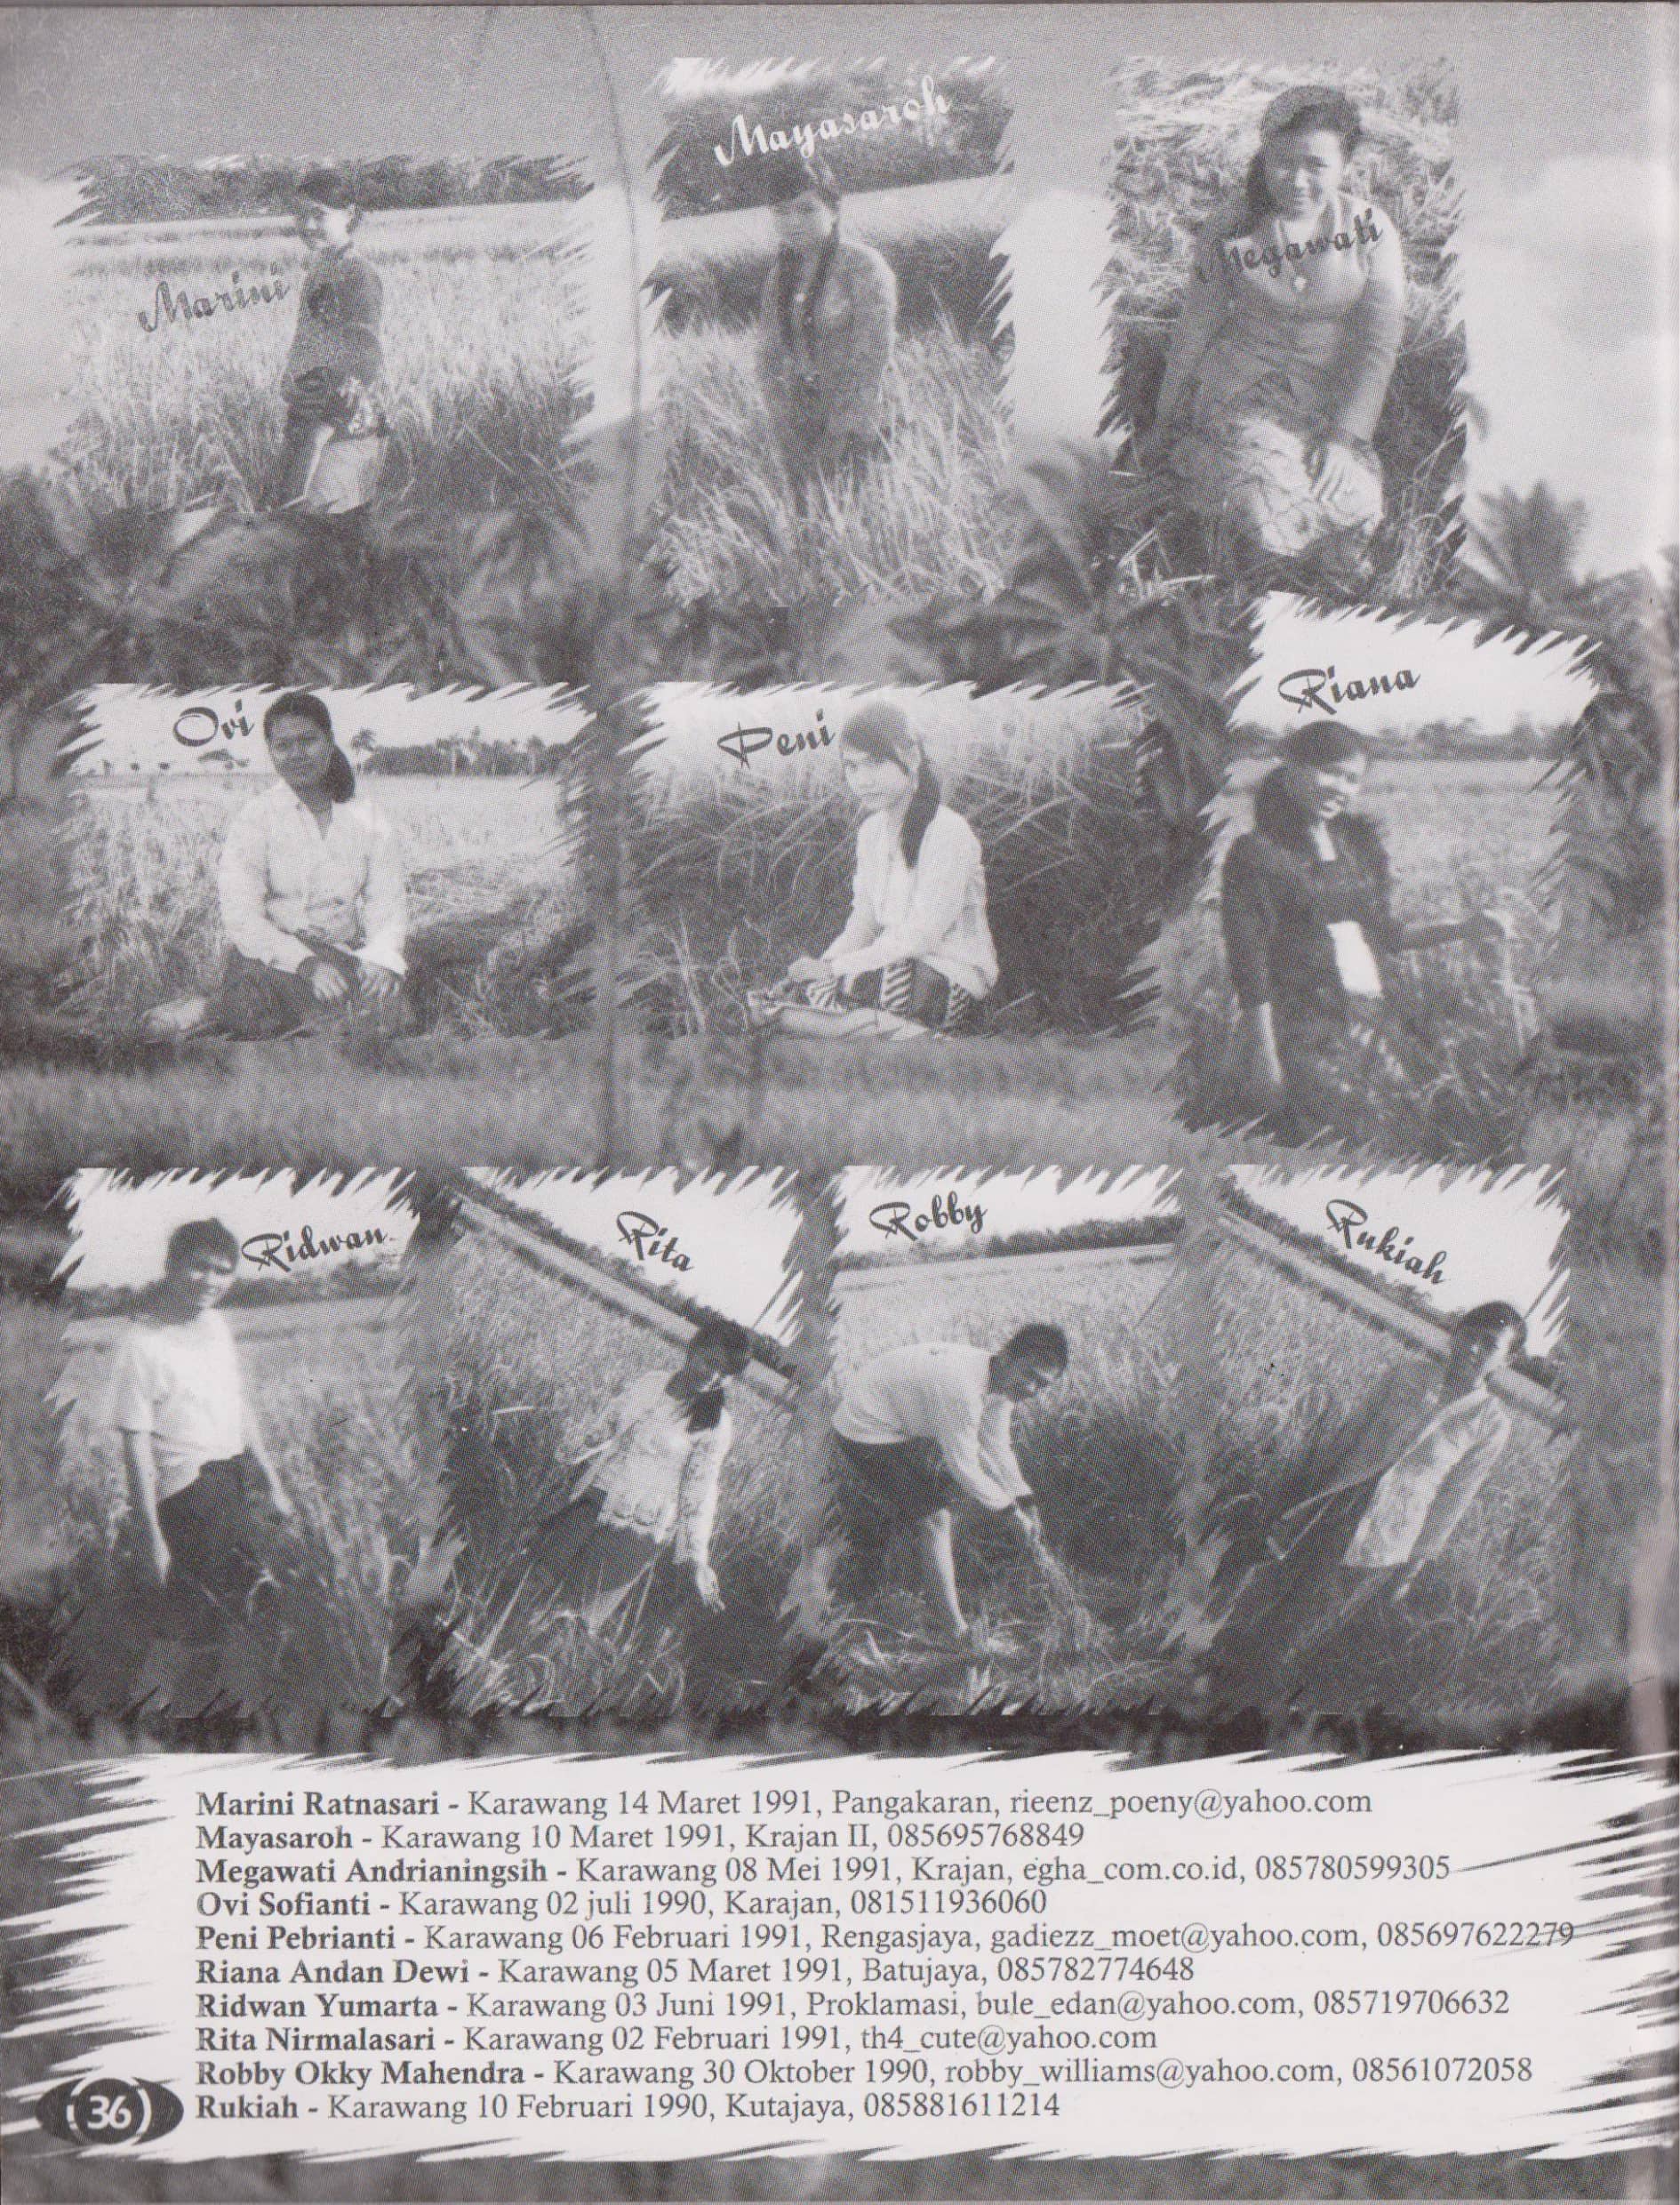 Mayasaroh
Megawati
Marini
Ovi
Peni
Riana
Ridwan
Rita
Robby
Rukiah
Marini Ratnasari - Karawang 14 Maret 1991, Pangakaran, rieenz_poeny@yahoo.com
Mayasaroh - Karawang 10 Maret 1991, Krajan II, 085695768849
Megawati Andrianingsih - Karawang 08 Mei 1991, Krajan, egha_com.co.id, 085780599305
Ovi Sofianti - Karawang 02 juli 1990, Karajan, 081511936060
Peni Pebrianti - Karawang 06 Februari 1991, Rengasjaya, gadiezz_moet@yahoo.com, 085697622279
Riana Andan Dewi - Karawang 05 Maret 1991, Batujaya, 085782774648
Ridwan Yumarta - Karawang 03 Juni 1991, Proklamasi, bule_edan@yahoo.com, 085719706632
Rita Nirmalasari - Karawang 02 Februari 1991, th4_cute@yahoo.com
Robby Okky Mahendra - Karawang 30 Oktober 1990, robby_williams@yahoo.com, 08561072058
Rukiah - Karawang 10 Februari 1990, Kutajaya, 085881611214
36